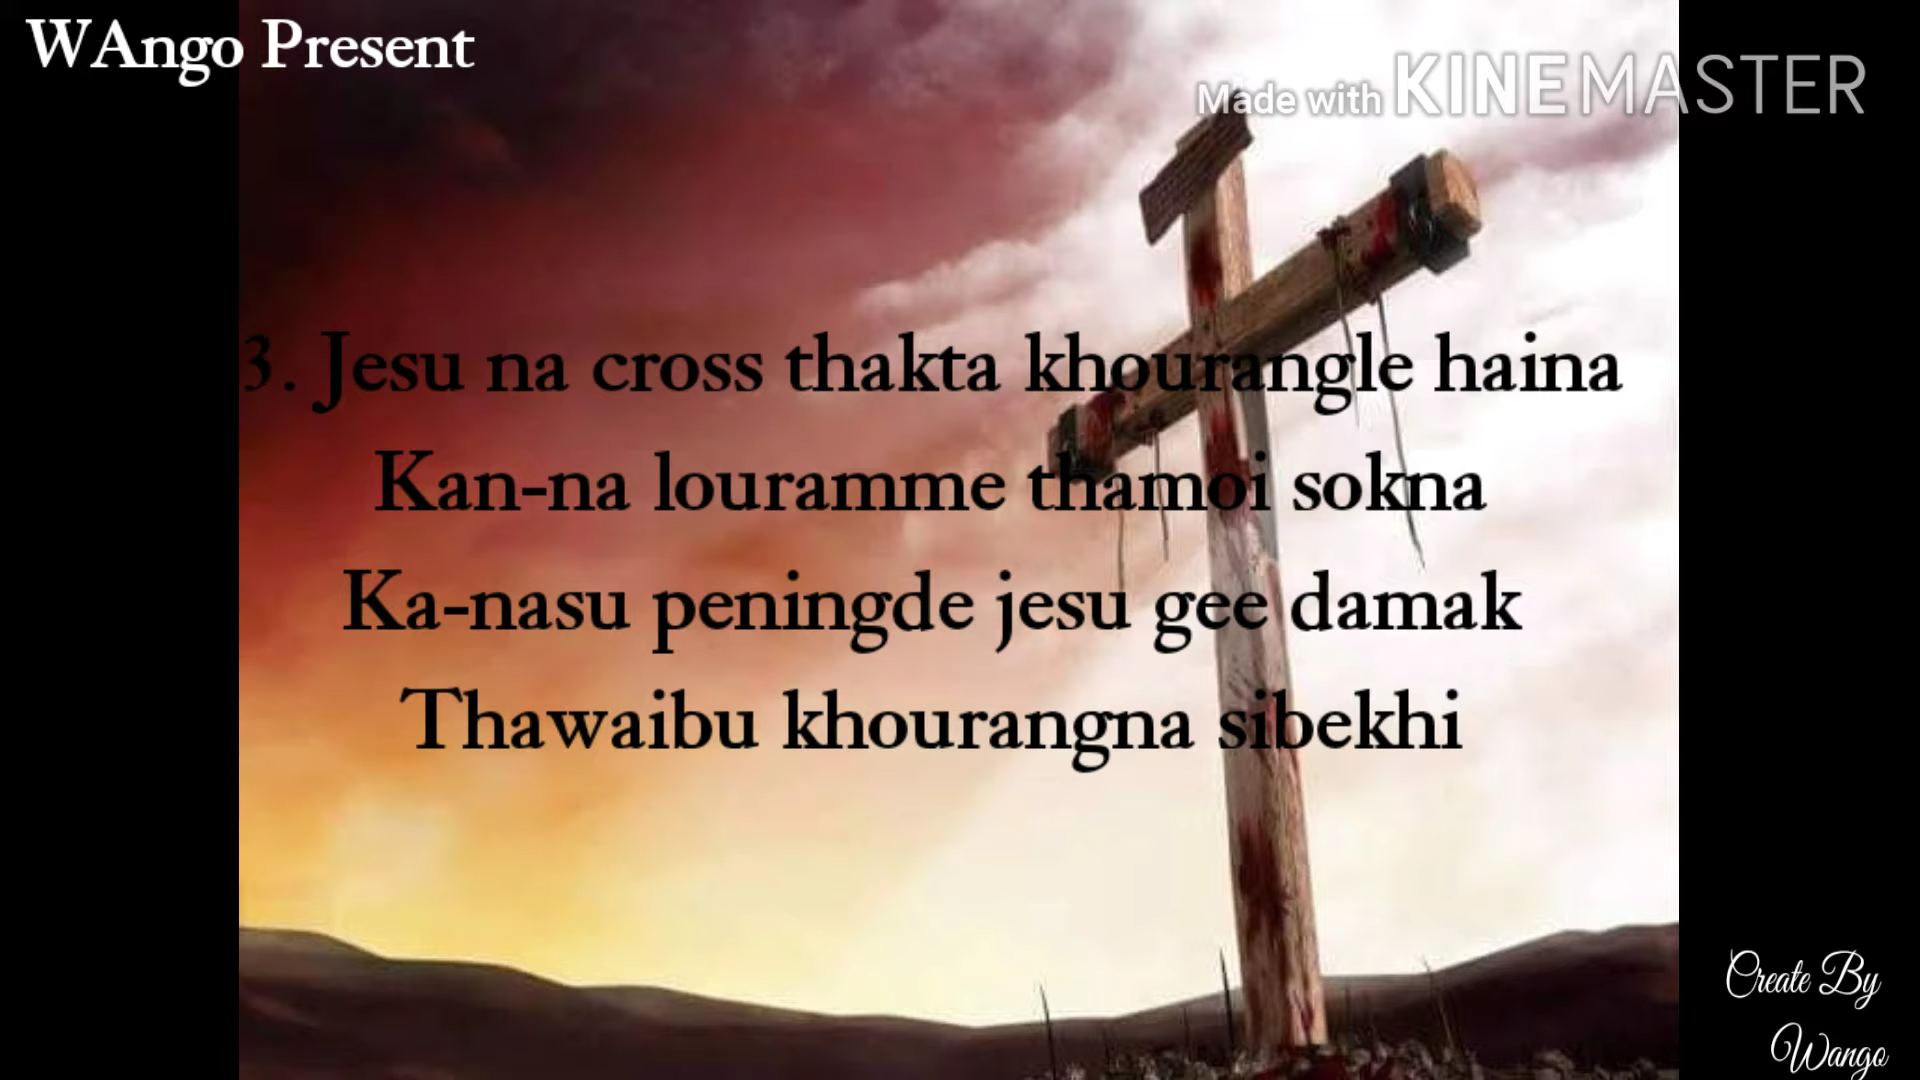 WAngo Present
Made with KINEMASTER
3. Jesu na cross thakta khourangle haina
Kan-na louramme thamoi sokna
Ka-nasu peningde jesu gee damak
Thawaibu khourangna sibekhi
Create By
Wango